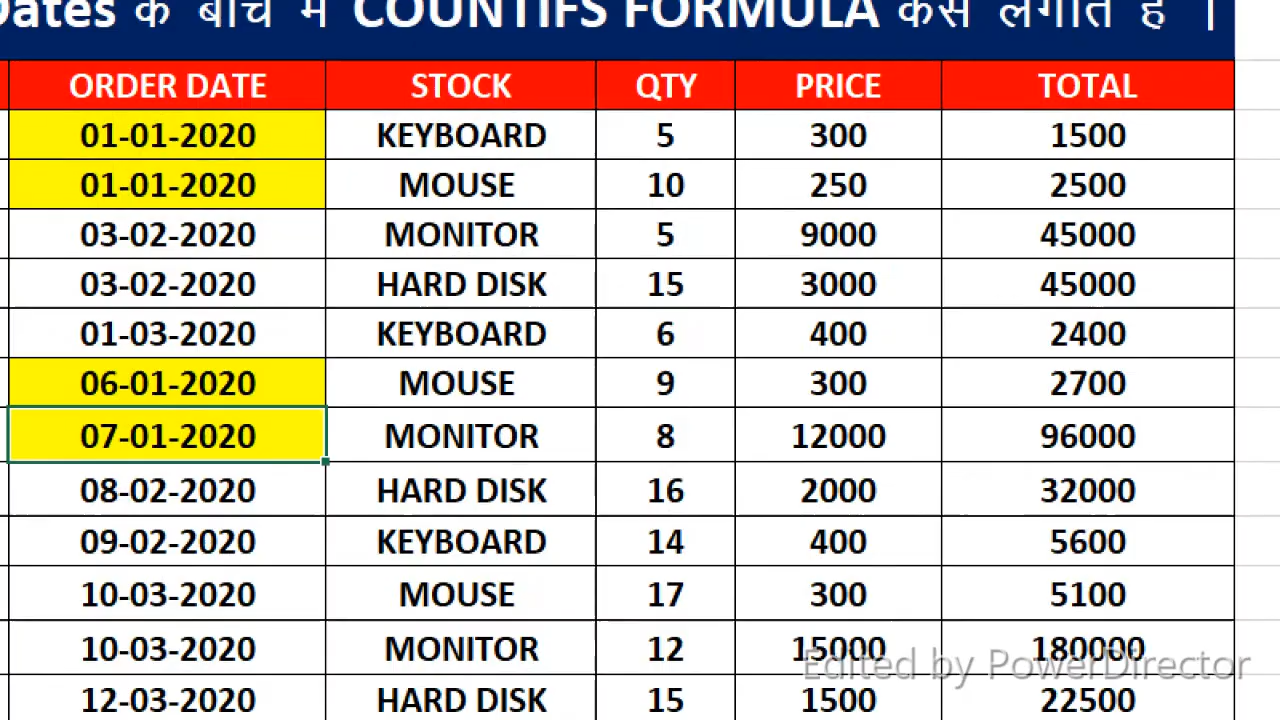 Dates के बीच में COUNTIFS FORMULA कैसे लगाते हैं |
ORDER DATE STOCK QTY PRICE TOTAL
01-01-2020 KEYBOARD 5 300 1500
01-01-2020 MOUSE 10 250 2500
03-02-2020 MONITOR 5 9000 45000
03-02-2020 HARD DISK 15 3000 45000
01-03-2020 KEYBOARD 6 400 2400
06-01-2020 MOUSE 9 300 2700
07-01-2020 MONITOR 8 12000 96000
08-02-2020 HARD DISK 16 2000 32000
09-02-2020 KEYBOARD 14 400 5600
10-03-2020 MOUSE 17 300 5100
10-03-2020 MONITOR 12 15000 180000
Edited by PowerDirector
12-03-2020 HARD DISK 15 1500 22500